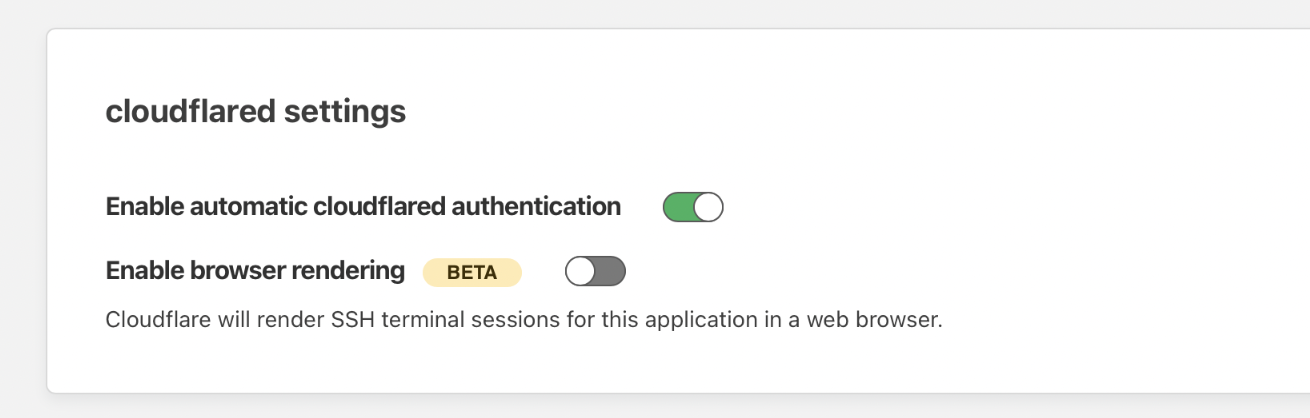 cloudflared settings
Enable automatic cloudflared authentication
Enable browser rendering BETA
Cloudflare will render SSH terminal sessions for this application in a web browser.